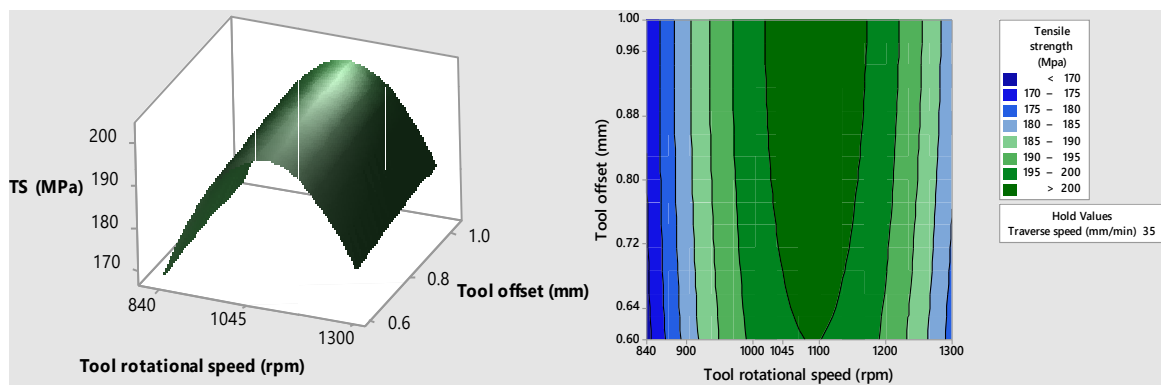 200
190
180
170
TS (MPa)
840
1045
1300
Tool rotational speed (rpm)
0.6
0.8
1.0
Tool offset (mm)
1.00
0.96
0.88
0.80
0.72
0.64
0.60
Tool offset (mm)
840 900 1000 1045 1100 1200 1300
Tool rotational speed (rpm)
Tensile
strength
(Mpa)
< 170
170 – 175
175 – 180
180 – 185
185 – 190
190 – 195
195 – 200
> 200
Hold Values
Traverse speed (mm/min) 35